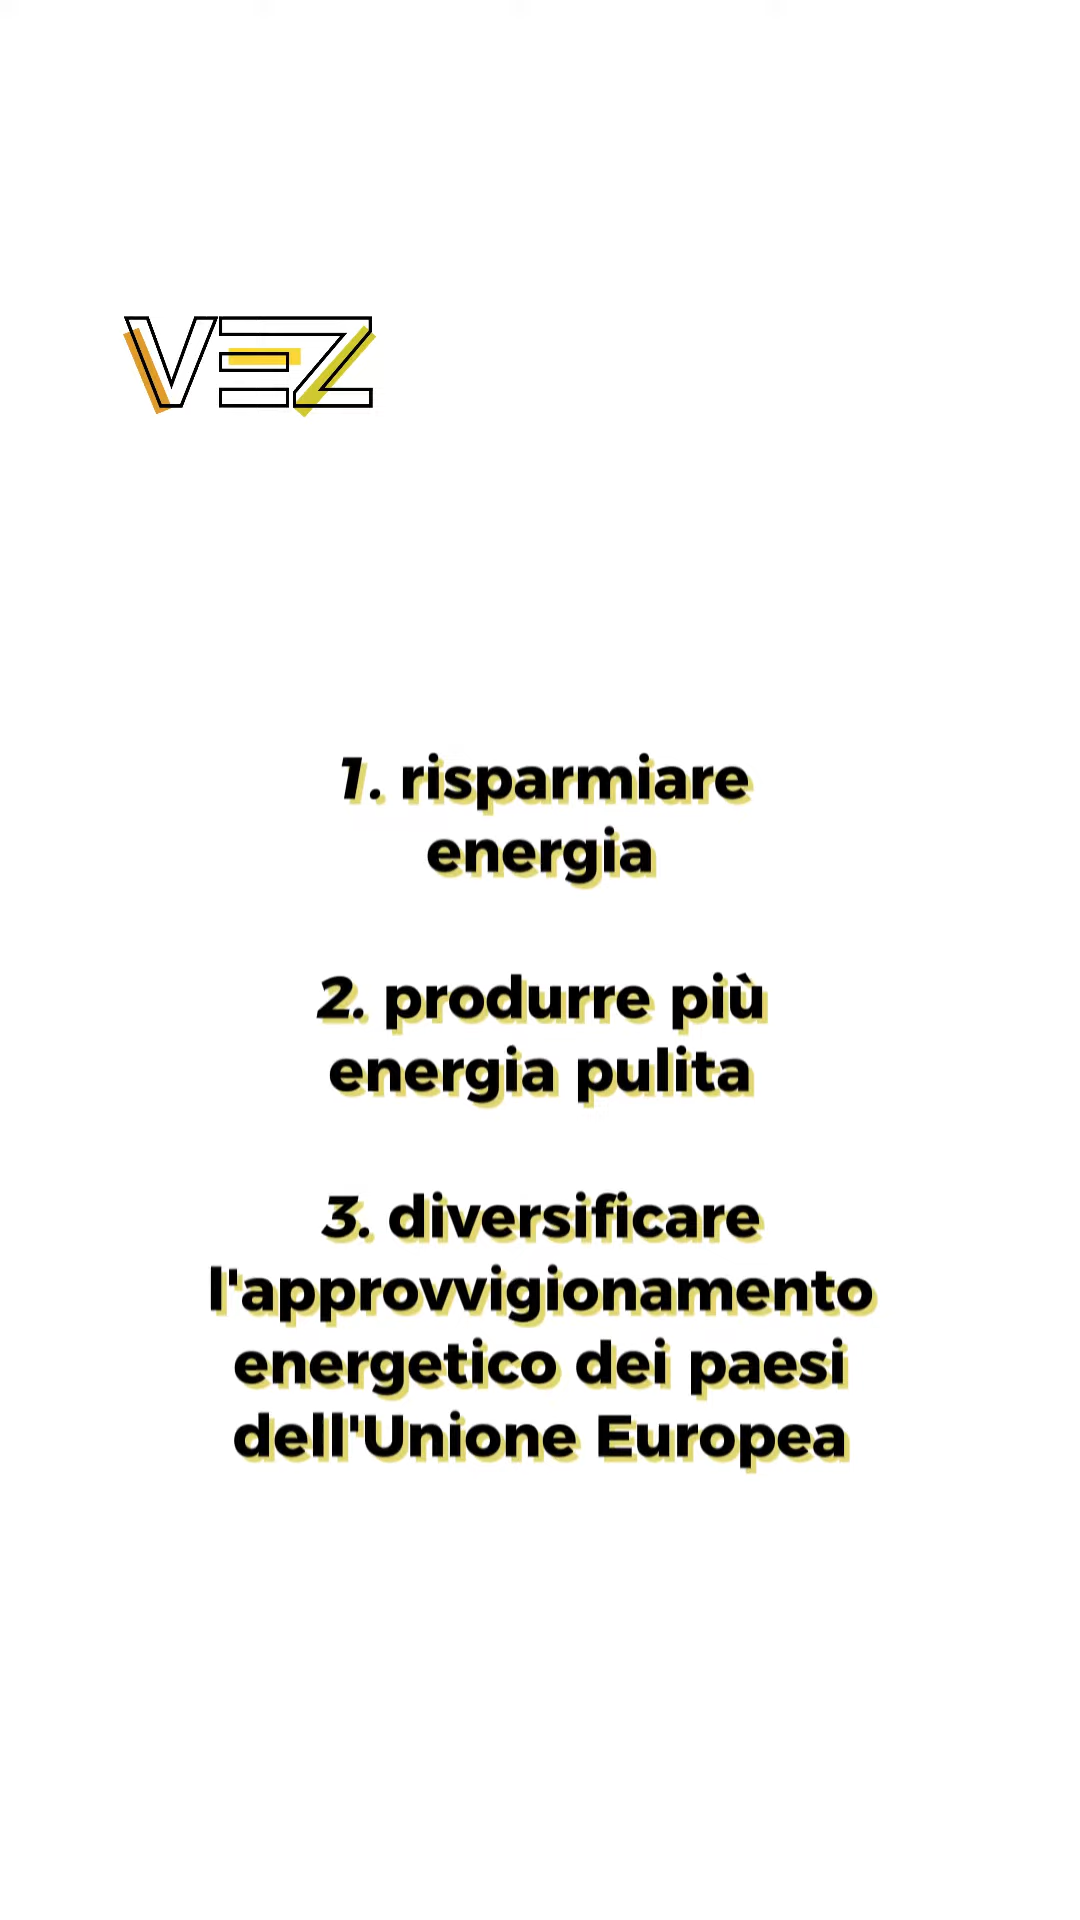 VEZ
1. risparmiare
energia
2. produrre più
energia pulita
3. diversificare
l'approvvigionamento
energetico dei paesi
dell'Unione Europea